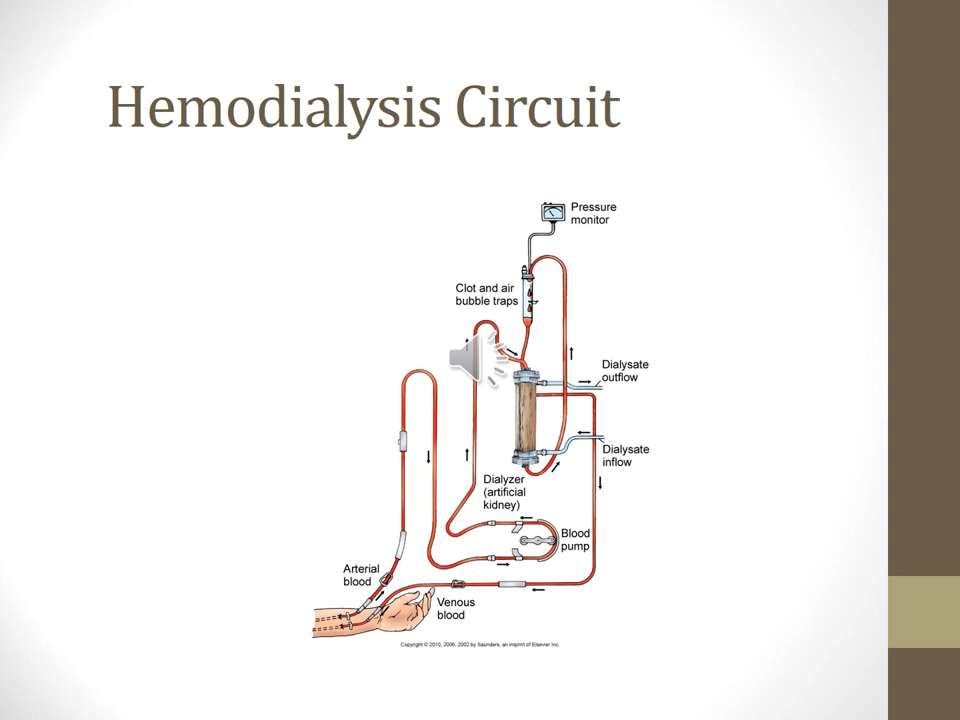 Hemodialysis Circuit
Pressure
monitor
Clot and air
bubble traps
Dialysate
outflow
Dialysate
inflow
Dialyzer
(artificial
kidney)
Blood
pump
Arterial
blood
Venous
blood
Copyright © 2010, 2006, 2002 by Saunders, an imprint of Elsevier Inc.